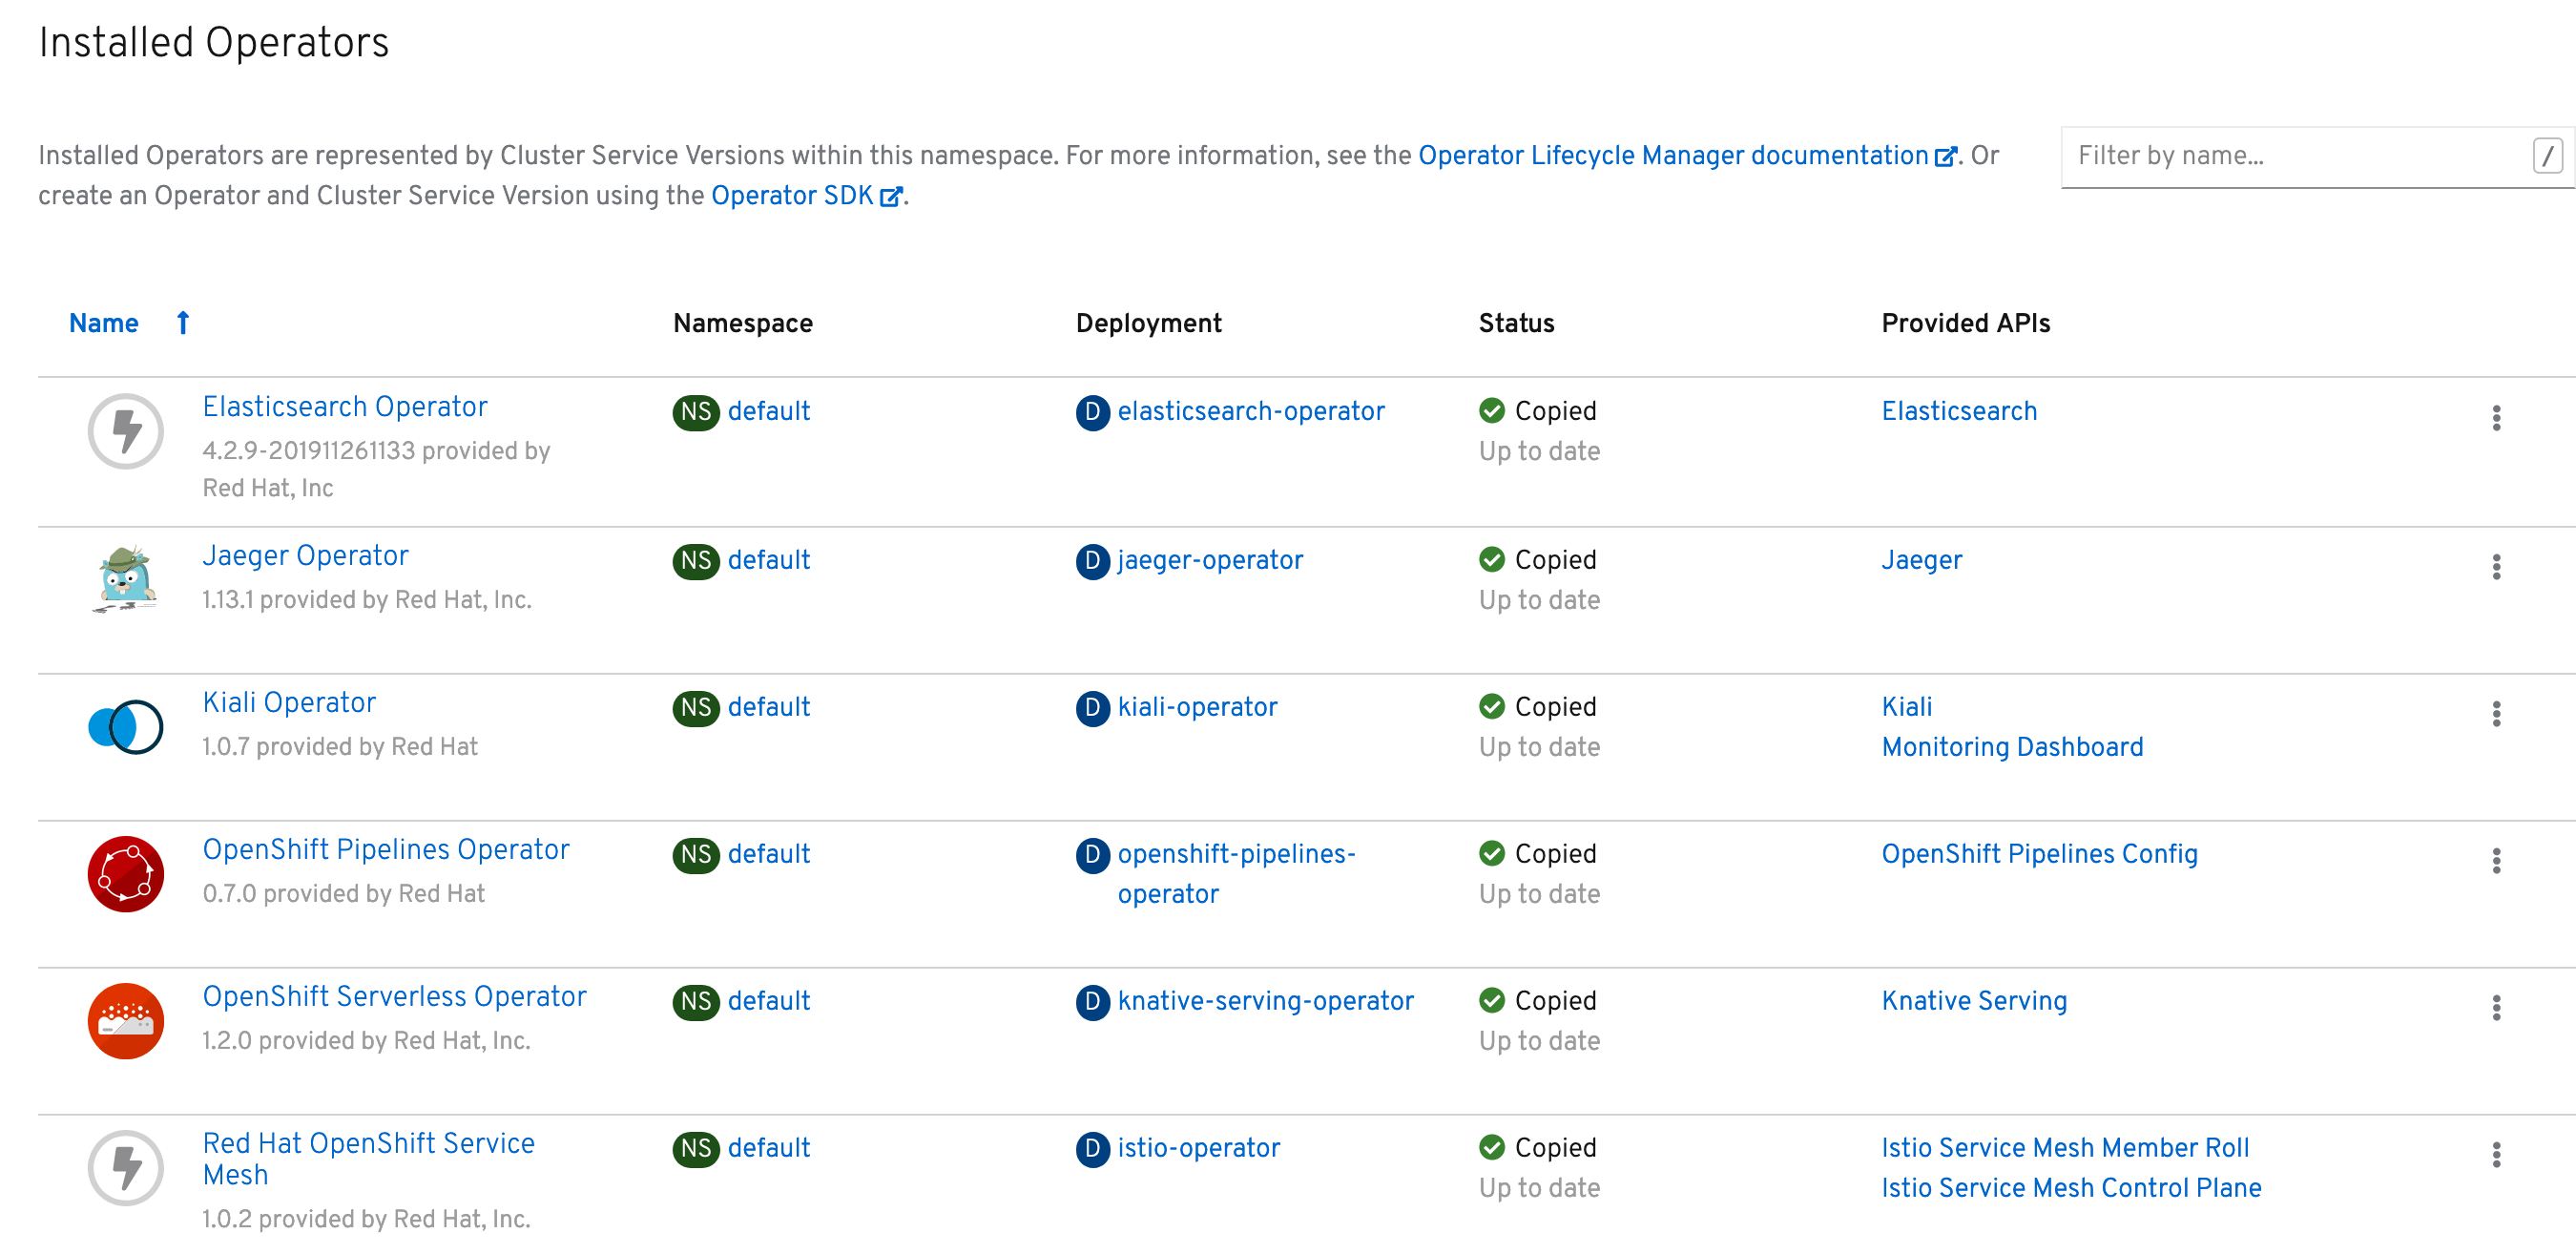 Installed Operators
Installed Operators are represented by Cluster Service Versions within this namespace. For more information, see the Operator Lifecycle Manager documentation. Or
create an Operator and Cluster Service Version using the Operator SDK.
Filter by name...
/
Name Namespace Deployment Status Provided APIs
Elasticsearch Operator
4.2.9-201911261133 provided by
Red Hat, Inc
NS default
D elasticsearch-operator
Copied
Up to date
Elasticsearch
Jaeger Operator
1.13.1 provided by Red Hat, Inc.
NS default
D jaeger-operator
Copied
Up to date
Jaeger
Kiali Operator
1.0.7 provided by Red Hat
NS default
D kiali-operator
Copied
Up to date
Kiali
Monitoring Dashboard
OpenShift Pipelines Operator
0.7.0 provided by Red Hat
NS default
D openshift-pipelines-
operator
Copied
Up to date
OpenShift Pipelines Config
OpenShift Serverless Operator
1.2.0 provided by Red Hat, Inc.
NS default
D knative-serving-operator
Copied
Up to date
Knative Serving
Red Hat OpenShift Service
Mesh
1.0.2 provided by Red Hat, Inc.
NS default
D istio-operator
Copied
Up to date
Istio Service Mesh Member Roll
Istio Service Mesh Control Plane